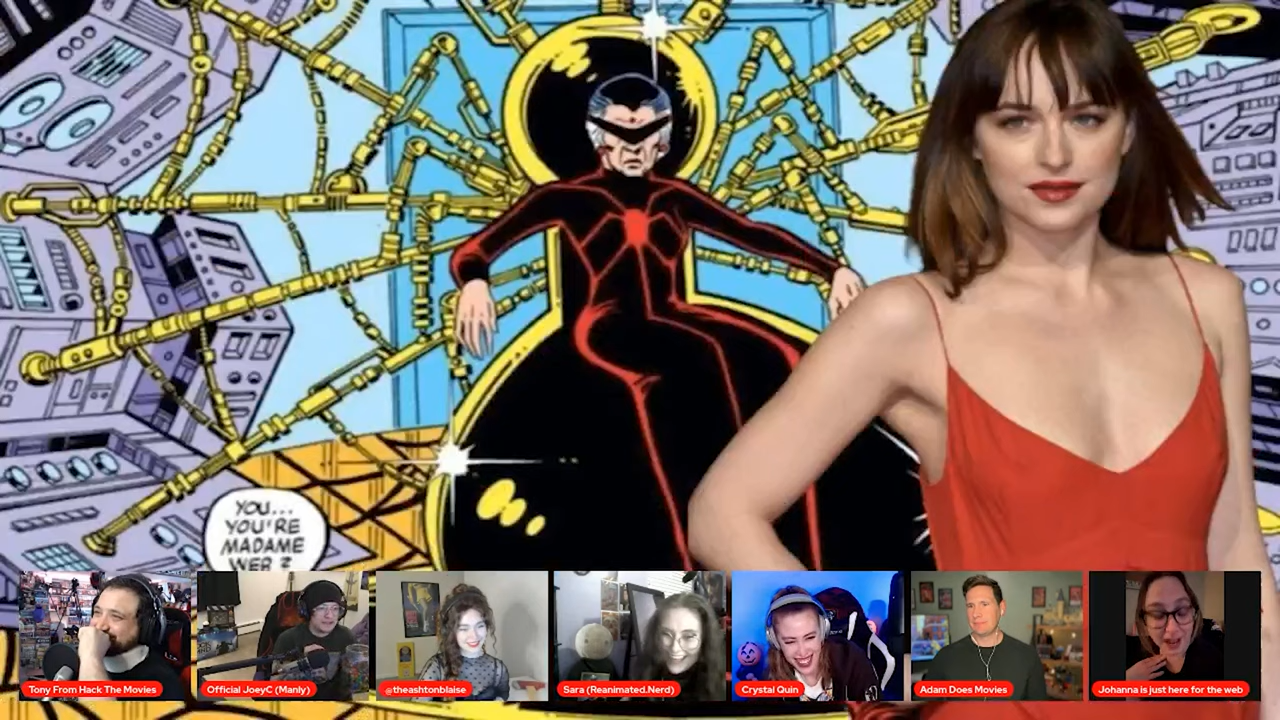 YOU...
YOU'RE
MADAME
WEB?
Tony From Hack The Movies
Official JoeyC (Manly)
@theashtonblaise
Sara (Reanimated.Nerd)
Crystal Quin
Adam Does Movies
Johanna is just here for the web